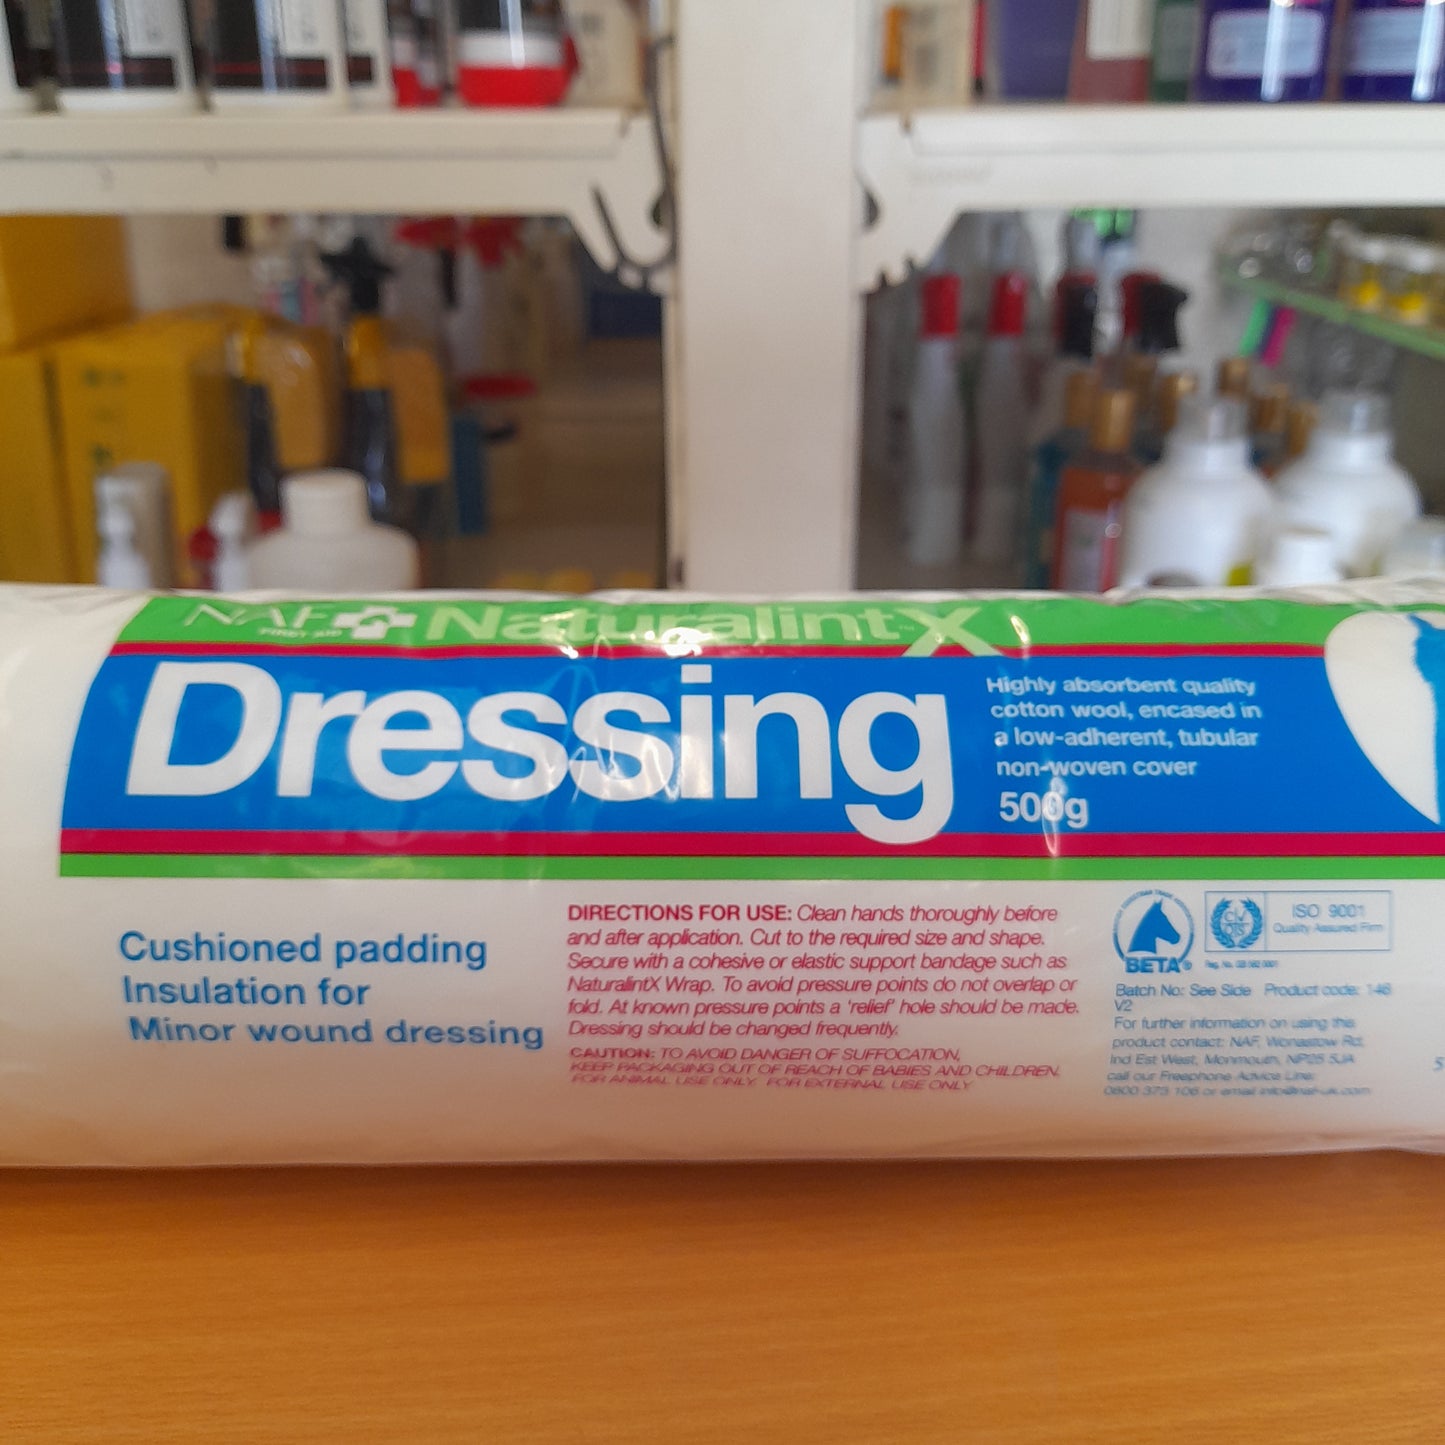 NAF NaturalintX™
FIRST AID
Dressing
Highly absorbent quality
cotton wool, encased in
a low-adherent, tubular
non-woven cover
500g
Cushioned padding
Insulation for
Minor wound dressing
DIRECTIONS FOR USE: Clean hands thoroughly before
and after application. Cut to the required size and shape.
Secure with a cohesive or elastic support bandage such as
NaturalintX Wrap. To avoid pressure points do not overlap or
fold. At known pressure points a 'relief' hole should be made.
Dressing should be changed frequently.
CAUTION: TO AVOID DANGER OF SUFFOCATION,
KEEP PACKAGING OUT OF REACH OF BABIES AND CHILDREN.
FOR ANIMAL USE ONLY. FOR EXTERNAL USE ONLY
BETA®
ISO 9001
Quality Assured Firm
Batch No: See Side Product code: 146
V2
For further information on using this
product contact: NAF, Wonastow Rd,
Ind Est West, Monmouth, NP25 5JA
call our Freephone Advice Line:
0800 373 106 or email info@naf-uk.com
5